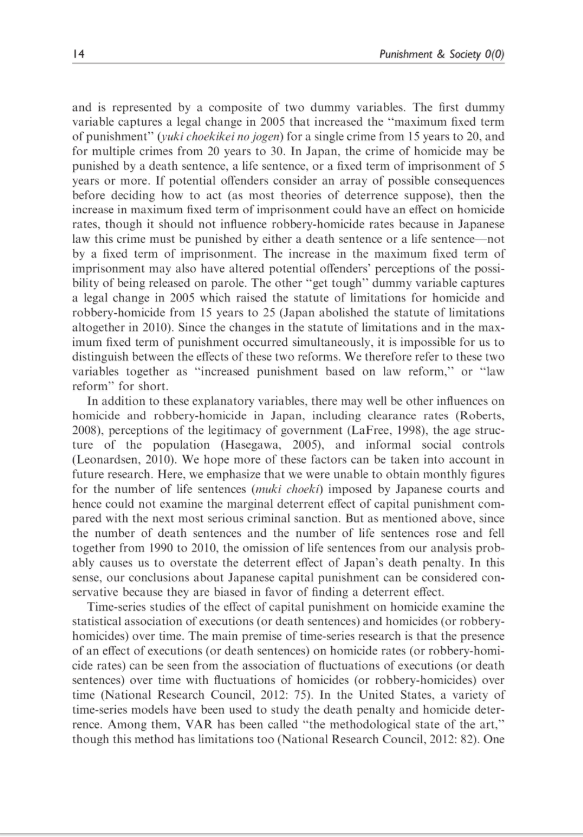 14 Punishment & Society 0(0)
and is represented by a composite of two dummy variables. The first dummy
variable captures a legal change in 2005 that increased the “maximum fixed term
of punishment” (yuki choekikei no jogen) for a single crime from 15 years to 20, and
for multiple crimes from 20 years to 30. In Japan, the crime of homicide may be
punished by a death sentence, a life sentence, or a fixed term of imprisonment of 5
years or more. If potential offenders consider an array of possible consequences
before deciding how to act (as most theories of deterrence suppose), then the
increase in maximum fixed term of imprisonment could have an effect on homicide
rates, though it should not influence robbery-homicide rates because in Japanese
law this crime must be punished by either a death sentence or a life sentence—not
by a fixed term of imprisonment. The increase in the maximum fixed term of
imprisonment may also have altered potential offenders’ perceptions of the possi-
bility of being released on parole. The other “get tough” dummy variable captures
a legal change in 2005 which raised the statute of limitations for homicide and
robbery-homicide from 15 years to 25 (Japan abolished the statute of limitations
altogether in 2010). Since the changes in the statute of limitations and in the max-
imum fixed term of punishment occurred simultaneously, it is impossible for us to
distinguish between the effects of these two reforms. We therefore refer to these two
variables together as “increased punishment based on law reform,” or “law
reform” for short.
In addition to these explanatory variables, there may well be other influences on
homicide and robbery-homicide in Japan, including clearance rates (Roberts,
2008), perceptions of the legitimacy of government (LaFree, 1998), the age struc-
ture of the population (Hasegawa, 2005), and informal social controls
(Leonardsen, 2010). We hope more of these factors can be taken into account in
future research. Here, we emphasize that we were unable to obtain monthly figures
for the number of life sentences (muki choeki) imposed by Japanese courts and
hence could not examine the marginal deterrent effect of capital punishment com-
pared with the next most serious criminal sanction. But as mentioned above, since
the number of death sentences and the number of life sentences rose and fell
together from 1990 to 2010, the omission of life sentences from our analysis prob-
ably causes us to overstate the deterrent effect of Japan’s death penalty. In this
sense, our conclusions about Japanese capital punishment can be considered con-
servative because they are biased in favor of finding a deterrent effect.
Time-series studies of the effect of capital punishment on homicide examine the
statistical association of executions (or death sentences) and homicides (or robbery-
homicides) over time. The main premise of time-series research is that the presence
of an effect of executions (or death sentences) on homicide rates (or robbery-homi-
cide rates) can be seen from the association of fluctuations of executions (or death
sentences) over time with fluctuations of homicides (or robbery-homicides) over
time (National Research Council, 2012: 75). In the United States, a variety of
time-series models have been used to study the death penalty and homicide deter-
rence. Among them, VAR has been called “the methodological state of the art,”
though this method has limitations too (National Research Council, 2012: 82). One